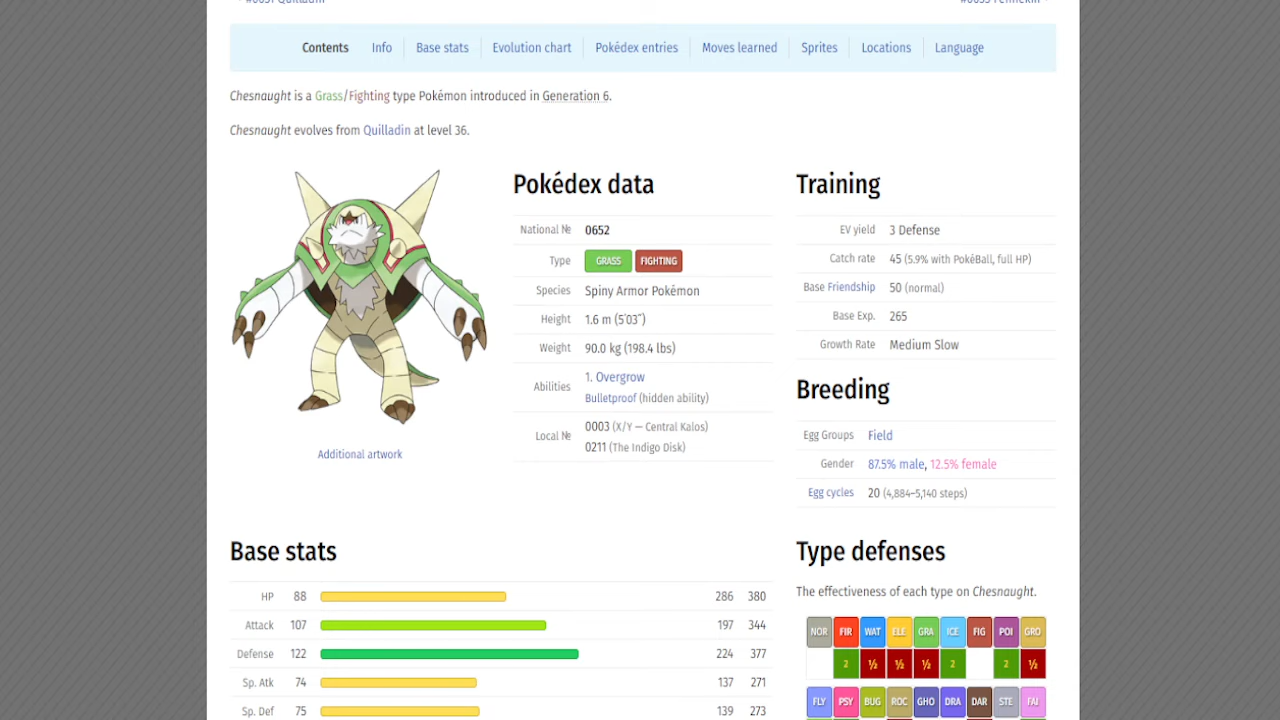 #0651 Quilladin #0653 Fennekin
Contents Info Base stats Evolution chart Pokédex entries Moves learned Sprites Locations Language
Chesnaught is a Grass/Fighting type Pokémon introduced in Generation 6.
Chesnaught evolves from Quilladin at level 36.
Additional artwork
Pokédex data
National № 0652
Type GRASS FIGHTING
Species Spiny Armor Pokémon
Height 1.6 m (5′03″)
Weight 90.0 kg (198.4 lbs)
Abilities 1. Overgrow
Bulletproof (hidden ability)
Local № 0003 (X/Y — Central Kalos)
0211 (The Indigo Disk)
Training
EV yield 3 Defense
Catch rate 45 (5.9% with PokéBall, full HP)
Base Friendship 50 (normal)
Base Exp. 265
Growth Rate Medium Slow
Breeding
Egg Groups Field
Gender 87.5% male, 12.5% female
Egg cycles 20 (4,884–5,140 steps)
Base stats
HP 88 286 380
Attack 107 197 344
Defense 122 224 377
Sp. Atk 74 137 271
Sp. Def 75 139 273
Type defenses
The effectiveness of each type on Chesnaught.
NOR FIR WAT ELE GRA ICE FIG POI GRO
2 ½ ½ ½ 2 2 ½
FLY PSY BUG ROC GHO DRA DAR STE FAI